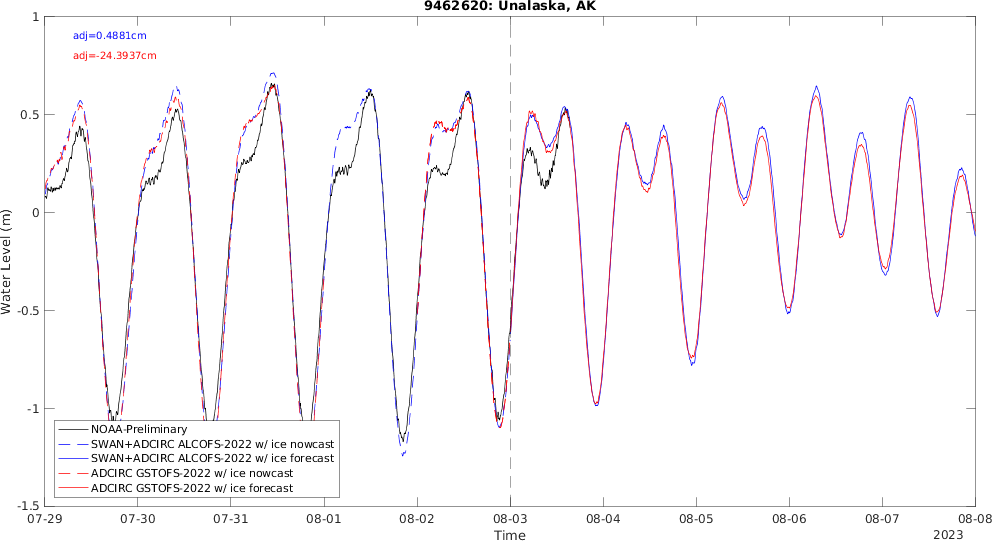 9462620: Unalaska, AK
adj=0.4881cm
adj=-24.3937cm
Water Level (m)
1
0.5
0
-0.5
-1
-1.5
NOAA-Preliminary
SWAN+ADCIRC ALCOFS-2022 w/ ice nowcast
SWAN+ADCIRC ALCOFS-2022 w/ ice forecast
ADCIRC GSTOFS-2022 w/ ice nowcast
ADCIRC GSTOFS-2022 w/ ice forecast
07-29 07-30 07-31 08-01 08-02 08-03 08-04 08-05 08-06 08-07 08-08
Time
2023